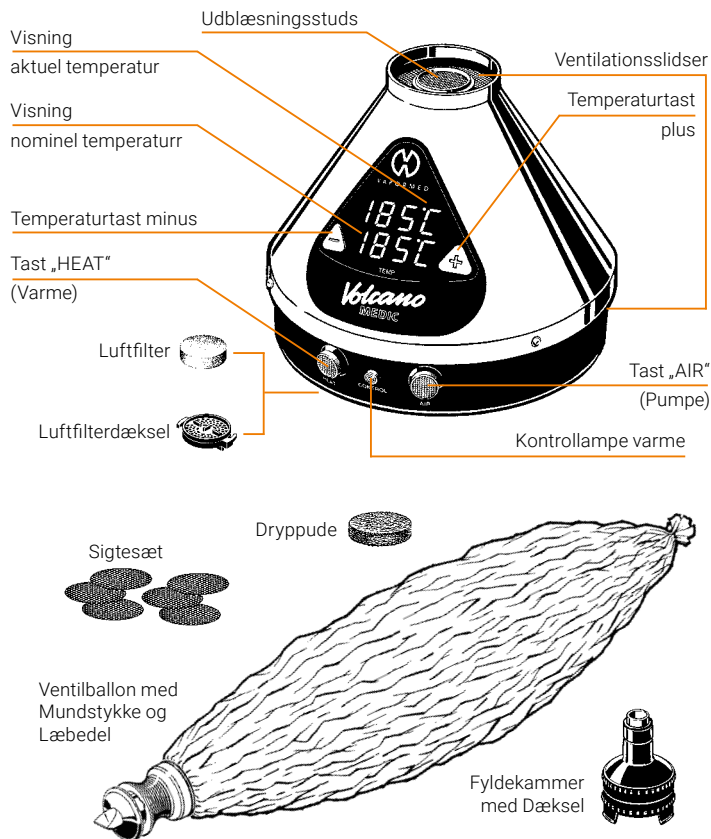 Udblæsningsstuds
Visning
aktuel temperatur
Ventilationsslidser
Temperaturtast
plus
Visning
nominel temperaturr
VAPORMED
185°C
185°C
TEMP
Temperaturtast minus
Tast „HEAT“
(Varme)
Volcano
MEDIC
Luftfilter
HEAT
CONTROL
AIR
Tast „AIR“
(Pumpe)
Luftfilterdæksel
Kontrollampe varme
Dryppude
Sigtesæt
Ventilballon med
Mundstykke og
Læbedel
Fyldekammer
med Dæksel